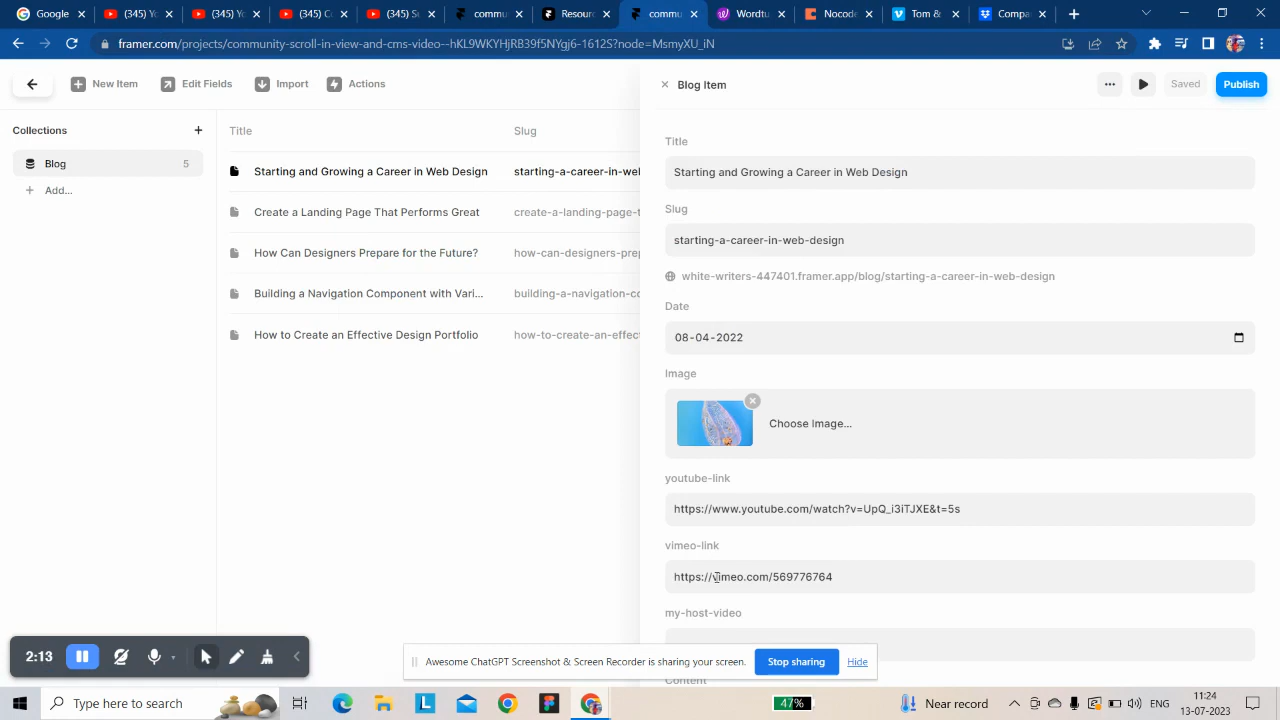 Google
(345) Yo
(345) Yo
(345) C
(345) Se
commu
Resourc
commu
Wordtu
Nocode
Tom &
Compa
framer.com/projects/community-scroll-in-view-and-cms-video--hKL9WKYHjRB39f5NYgj6-1612S?node=MsmyXU_iN
New Item
Edit Fields
Import
Actions
Blog Item
Saved
Publish
Collections
Blog
5
Add...
Title
Slug
Starting and Growing a Career in Web Design
starting-a-career-in-we
Create a Landing Page That Performs Great
create-a-landing-page-t
How Can Designers Prepare for the Future?
how-can-designers-prep
Building a Navigation Component with Vari...
building-a-navigation-co
How to Create an Effective Design Portfolio
how-to-create-an-effect
Title
Starting and Growing a Career in Web Design
Slug
starting-a-career-in-web-design
white-writers-447401.framer.app/blog/starting-a-career-in-web-design
Date
08-04-2022
Image
Choose Image...
youtube-link
https://www.youtube.com/watch?v=UpQ_i3iTJXE&t=5s
vimeo-link
https://vimeo.com/569776764
my-host-video
Content
2:13
Awesome ChatGPT Screenshot & Screen Recorder is sharing your screen.
Stop sharing
Hide
Type here to search
47%
Near record
ENG
11:24
13-07-2023